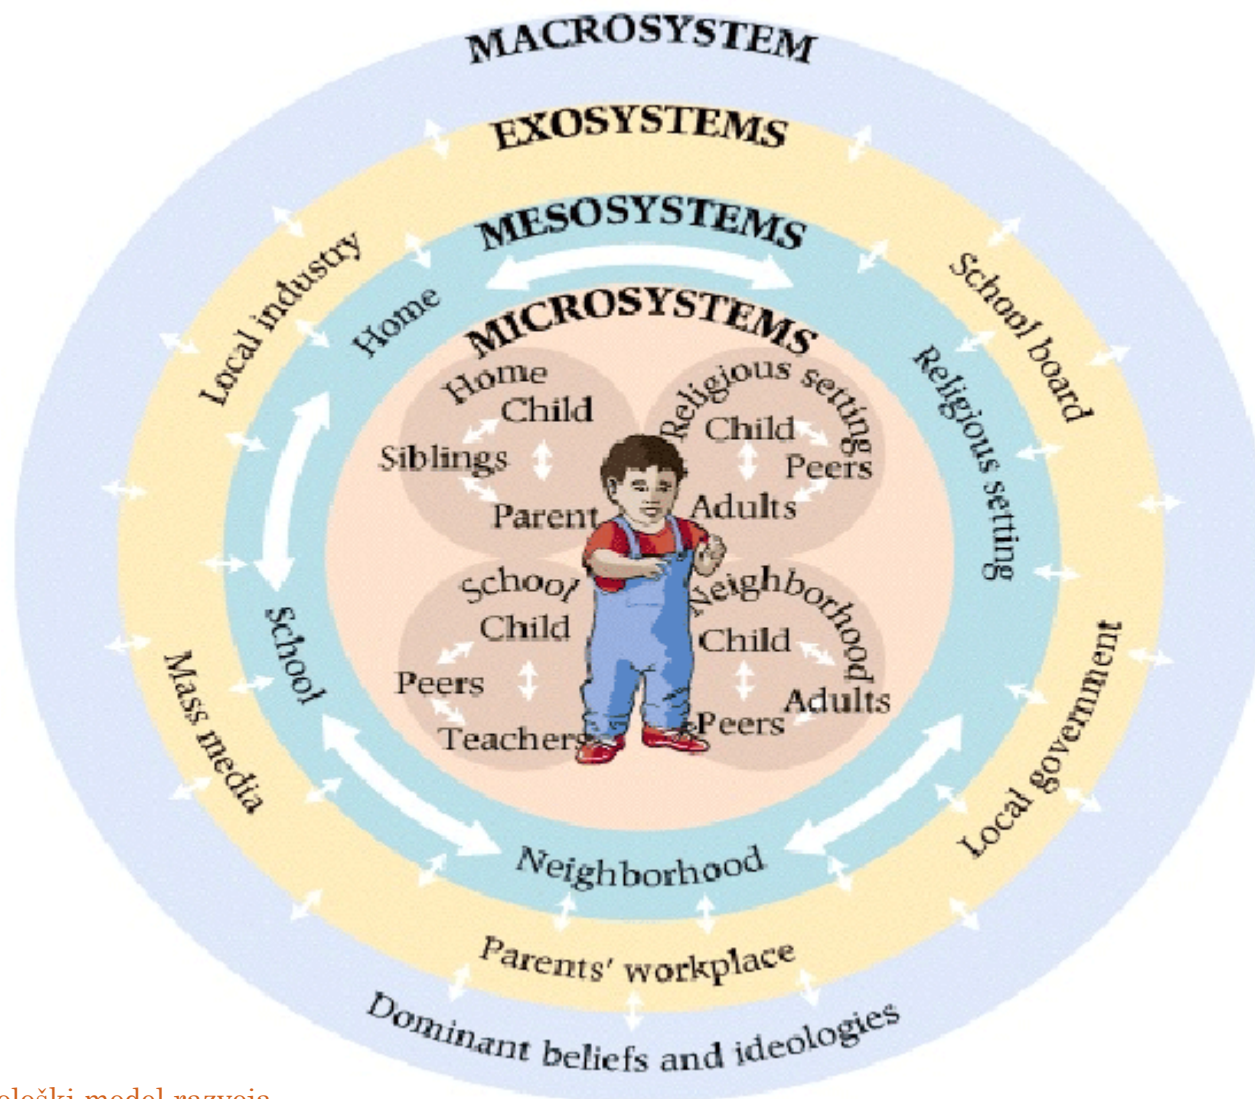 MACROSYSTEM
EXOSYSTEMS
MESOSYSTEMS
MICROSYSTEMS
Local industry
Home
School board
Religious setting
Home
Child
Siblings
Parent
Religious setting
Child
Peers
Adults
School
Child
Peers
Teachers
Neighborhood
Child
Adults
Peers
School
Mass media
Local government
Neighborhood
Parents' workplace
Dominant beliefs and ideologies
model razvoja